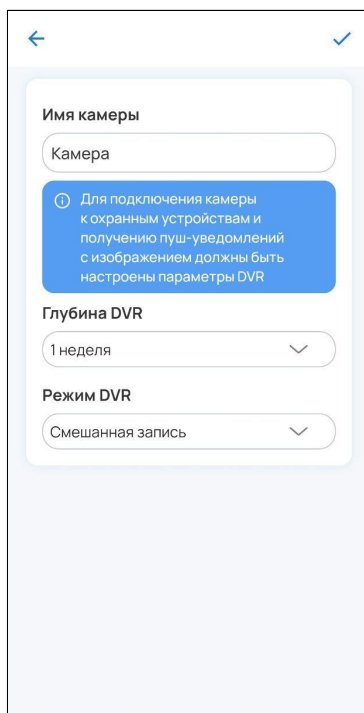 Имя камеры
Камера
Для подключения камеры
к охранным устройствам и
получению пуш-уведомлений
с изображением должны быть
настроены параметры DVR
Глубина DVR
1 неделя
Режим DVR
Смешанная запись